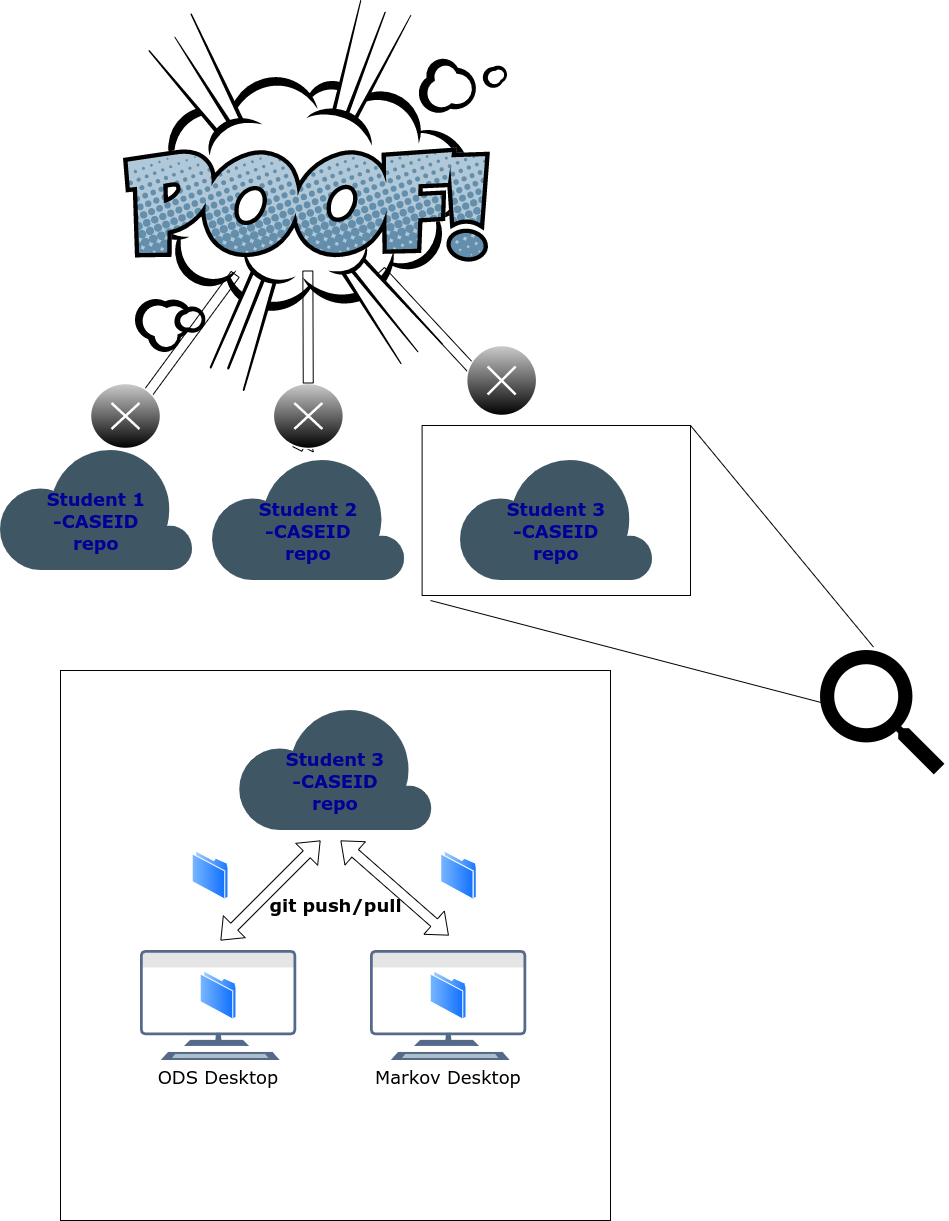 POOF!
Student 1
-CASEID
repo
Student 2
-CASEID
repo
Student 3
-CASEID
repo
Student 3
-CASEID
repo
git push/pull
ODS Desktop
Markov Desktop